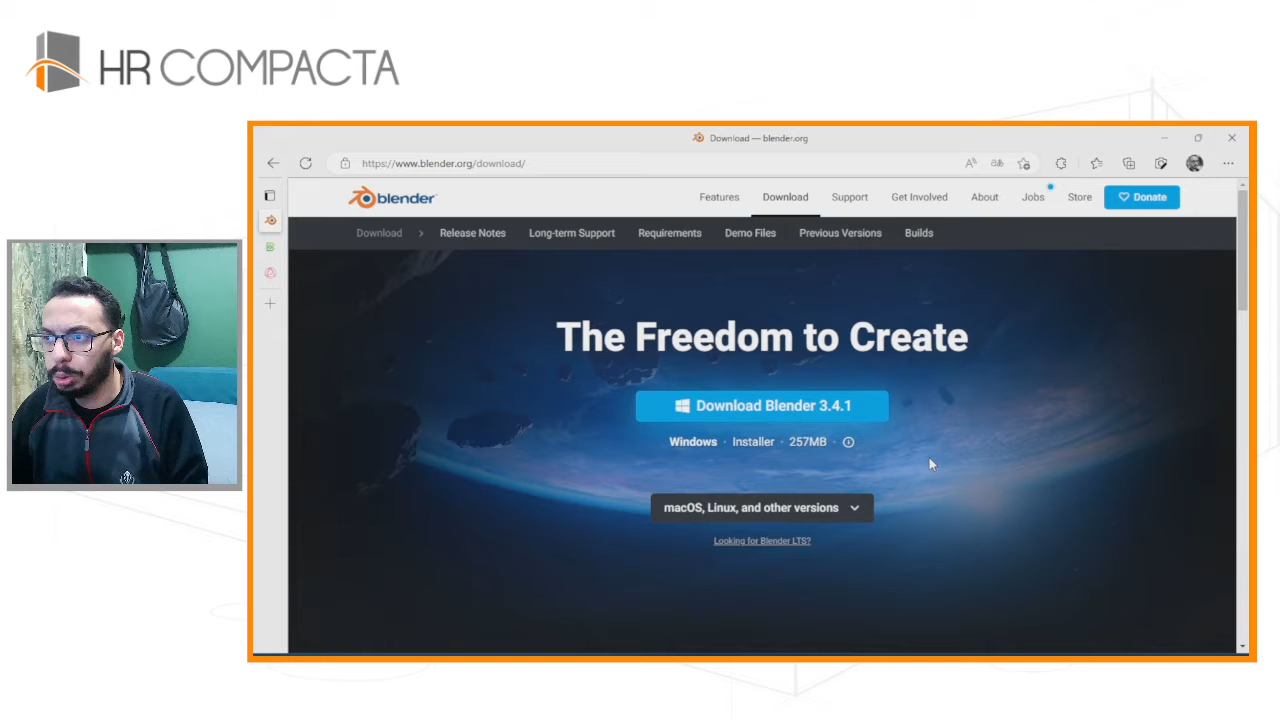 HR COMPACTA
Download — blender.org
https://www.blender.org/download/
blender
Features Download Support Get Involved About Jobs Store Donate
Download Release Notes Long-term Support Requirements Demo Files Previous Versions Builds
The Freedom to Create
Download Blender 3.4.1
Windows · Installer · 257MB ·
macOS, Linux, and other versions
Looking for Blender LTS?